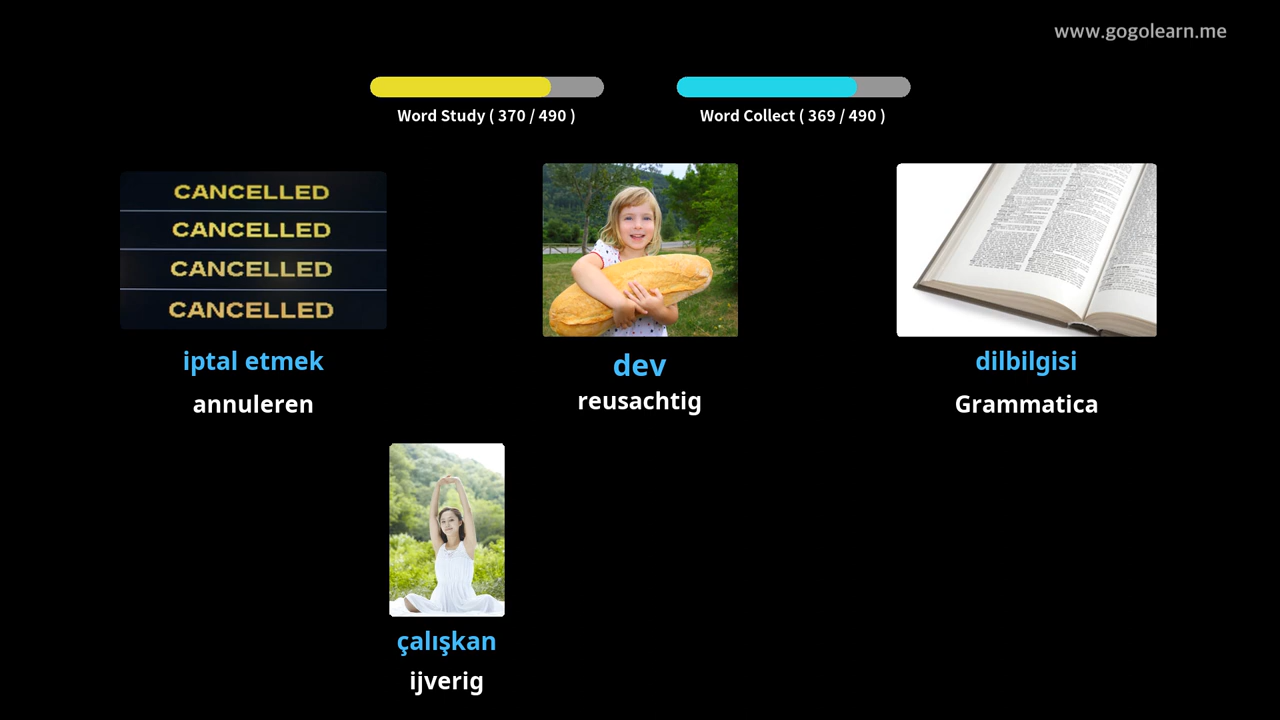 www.gogolearn.me
Word Study ( 370 / 490 )
Word Collect ( 369 / 490 )
CANCELLED
CANCELLED
CANCELLED
CANCELLED
iptal etmek
annuleren
dev
reusachtig
dilbilgisi
Grammatica
çalışkan
ijverig